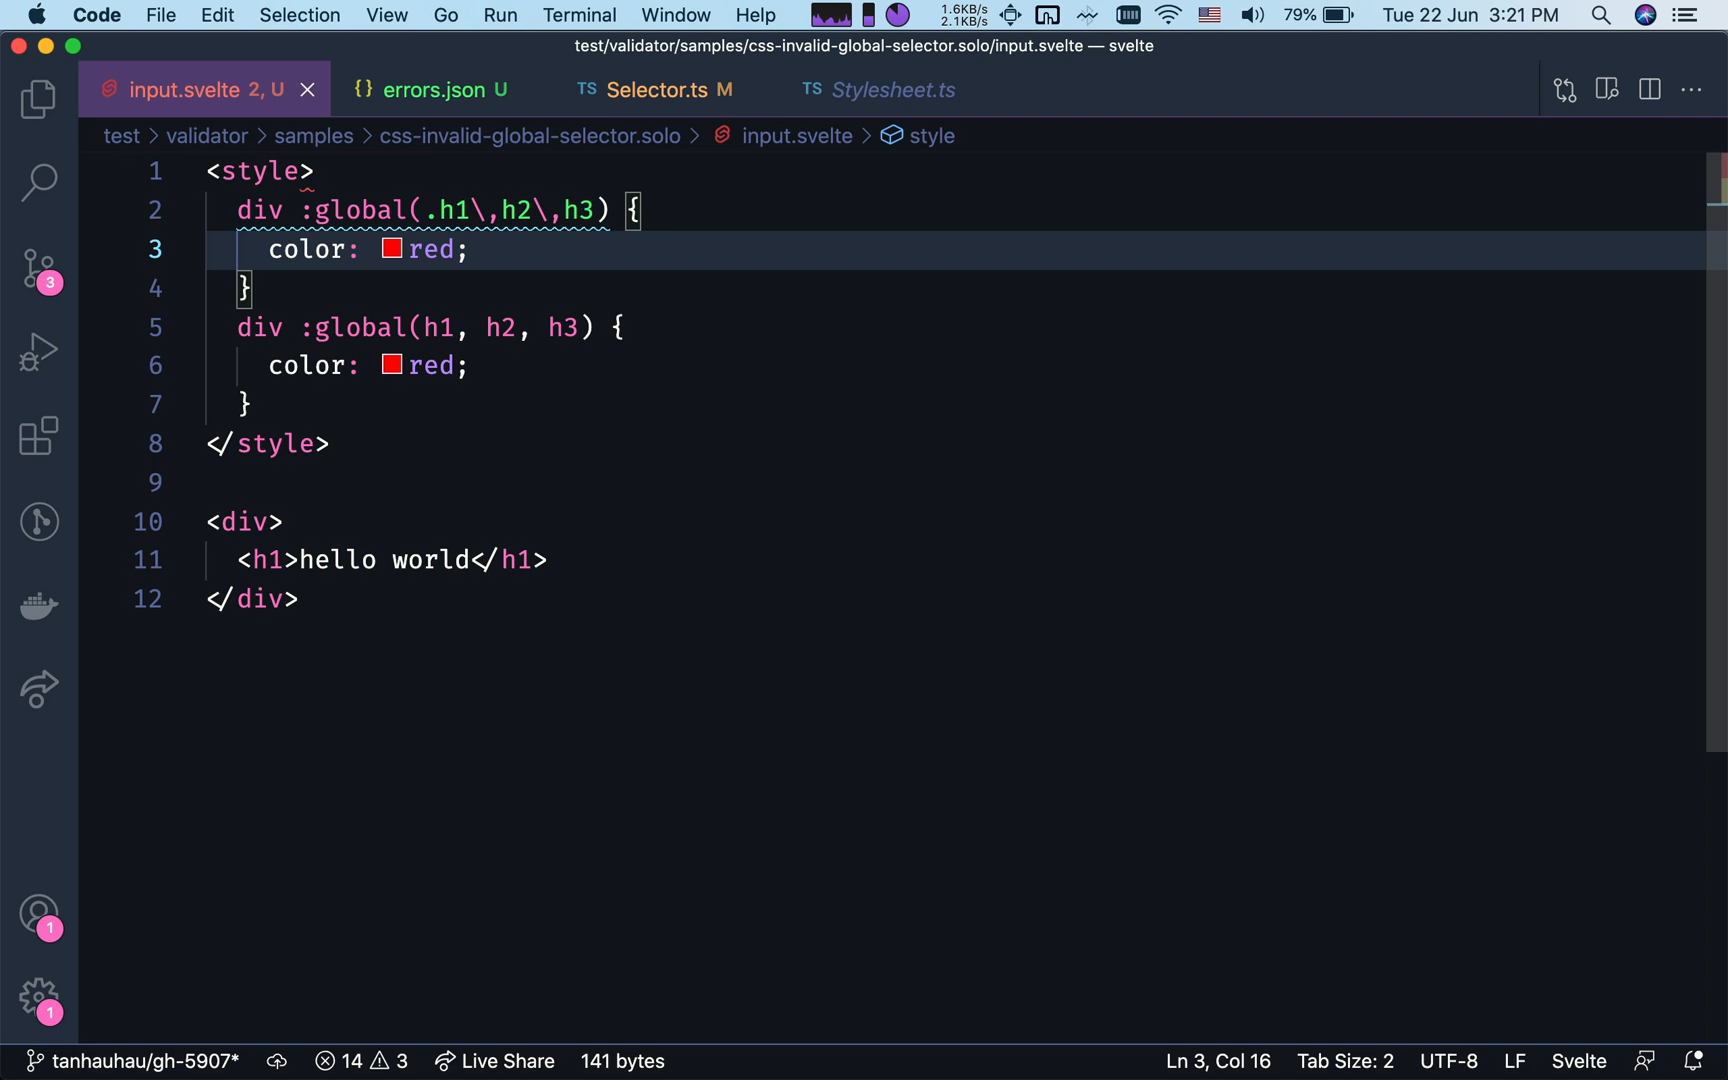 Code File Edit Selection View Go Run Terminal Window Help 1.6KB/s 2.1KB/s 79% Tue 22 Jun 3:21 PM
test/validator/samples/css-invalid-global-selector.solo/input.svelte — svelte
input.svelte 2, U {} errors.json U TS Selector.ts M TS Stylesheet.ts
test > validator > samples > css-invalid-global-selector.solo > input.svelte > style
1 <style>
2 div :global(.h1\,h2\,h3) {
3 color: red;
4 }
5 div :global(h1, h2, h3) {
6 color: red;
7 }
8 </style>
9
10 <div>
11 <h1>hello world</h1>
12 </div>
3
1
1
tanhauhau/gh-5907* 14 3 Live Share 141 bytes Ln 3, Col 16 Tab Size: 2 UTF-8 LF Svelte